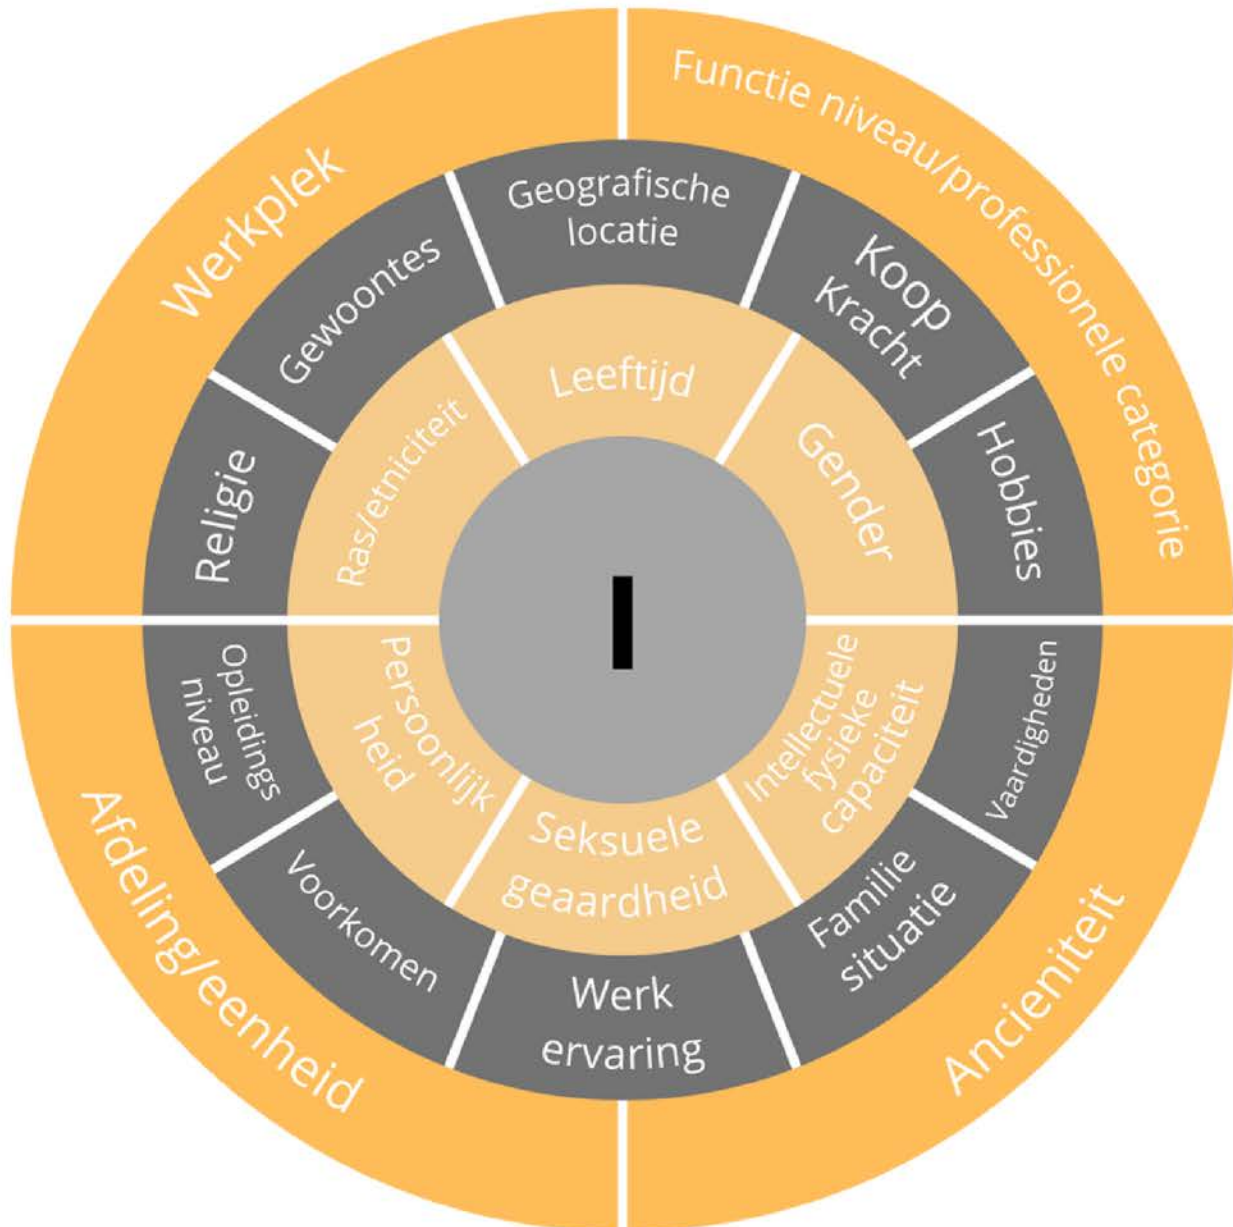 Werkplek
Functie niveau/professionele categorie
Ancieniteit
Afdeling/eenheid
Geografische
locatie
Koop
Kracht
Hobbies
Vaardigheden
Familie
situatie
Werk
ervaring
Voorkomen
Opleidings
niveau
Religie
Gewoontes
Leeftijd
Gender
Intellectuele
fysieke
capaciteit
Seksuele
geaardheid
Persoonlijk
heid
Ras/etniciteit
I